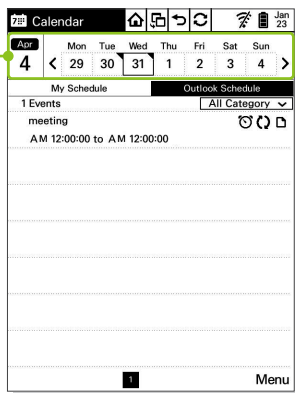 Calendar
Jan
23
Apr
4
Mon Tue Wed Thu Fri Sat Sun
29 30 31 1 2 3 4
My Schedule Outlook Schedule
1 Events All Category
meeting
AM 12:00:00 to AM 12:00:00
1
Menu